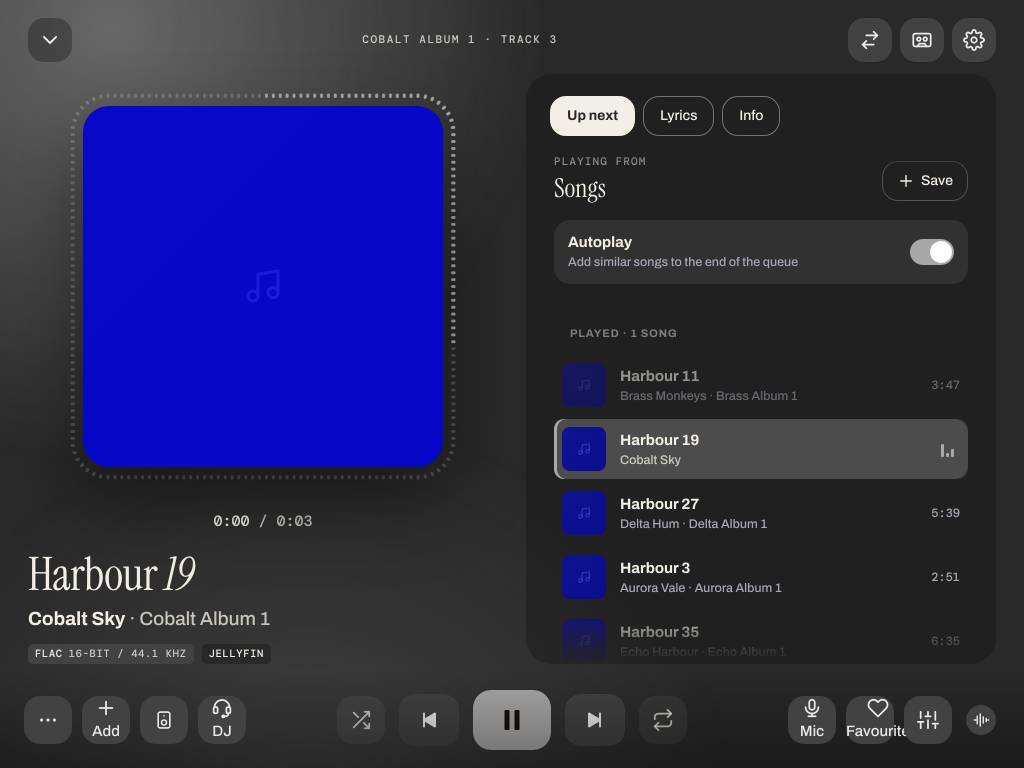 COBALT ALBUM 1 · TRACK 3
0:00 / 0:03
Harbour 19
Cobalt Sky · Cobalt Album 1
FLAC 16-BIT / 44.1 KHZ JELLYFIN
Up next Lyrics Info
PLAYING FROM
Songs
Save
Autoplay
Add similar songs to the end of the queue
PLAYED · 1 SONG
Harbour 11
Brass Monkeys · Brass Album 1
3:47
Harbour 19
Cobalt Sky
Harbour 27
Delta Hum · Delta Album 1
5:39
Harbour 3
Aurora Vale · Aurora Album 1
2:51
Harbour 35
Echo Harbour · Echo Album 1
6:35
Add DJ Mic Favourite